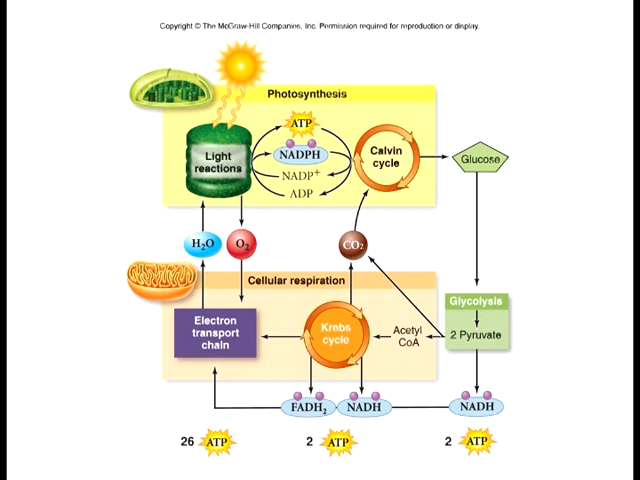 Copyright © The McGraw-Hill Companies, Inc. Permission required for reproduction or display.
Photosynthesis
ATP
Light
reactions
NADPH
NADP+
ADP
Calvin
cycle
Glucose
H2O
O2
CO2
Cellular respiration
Electron
transport
chain
Krebs
cycle
Acetyl
CoA
Glycolysis
2 Pyruvate
FADH2
NADH
NADH
26 ATP
2 ATP
2 ATP